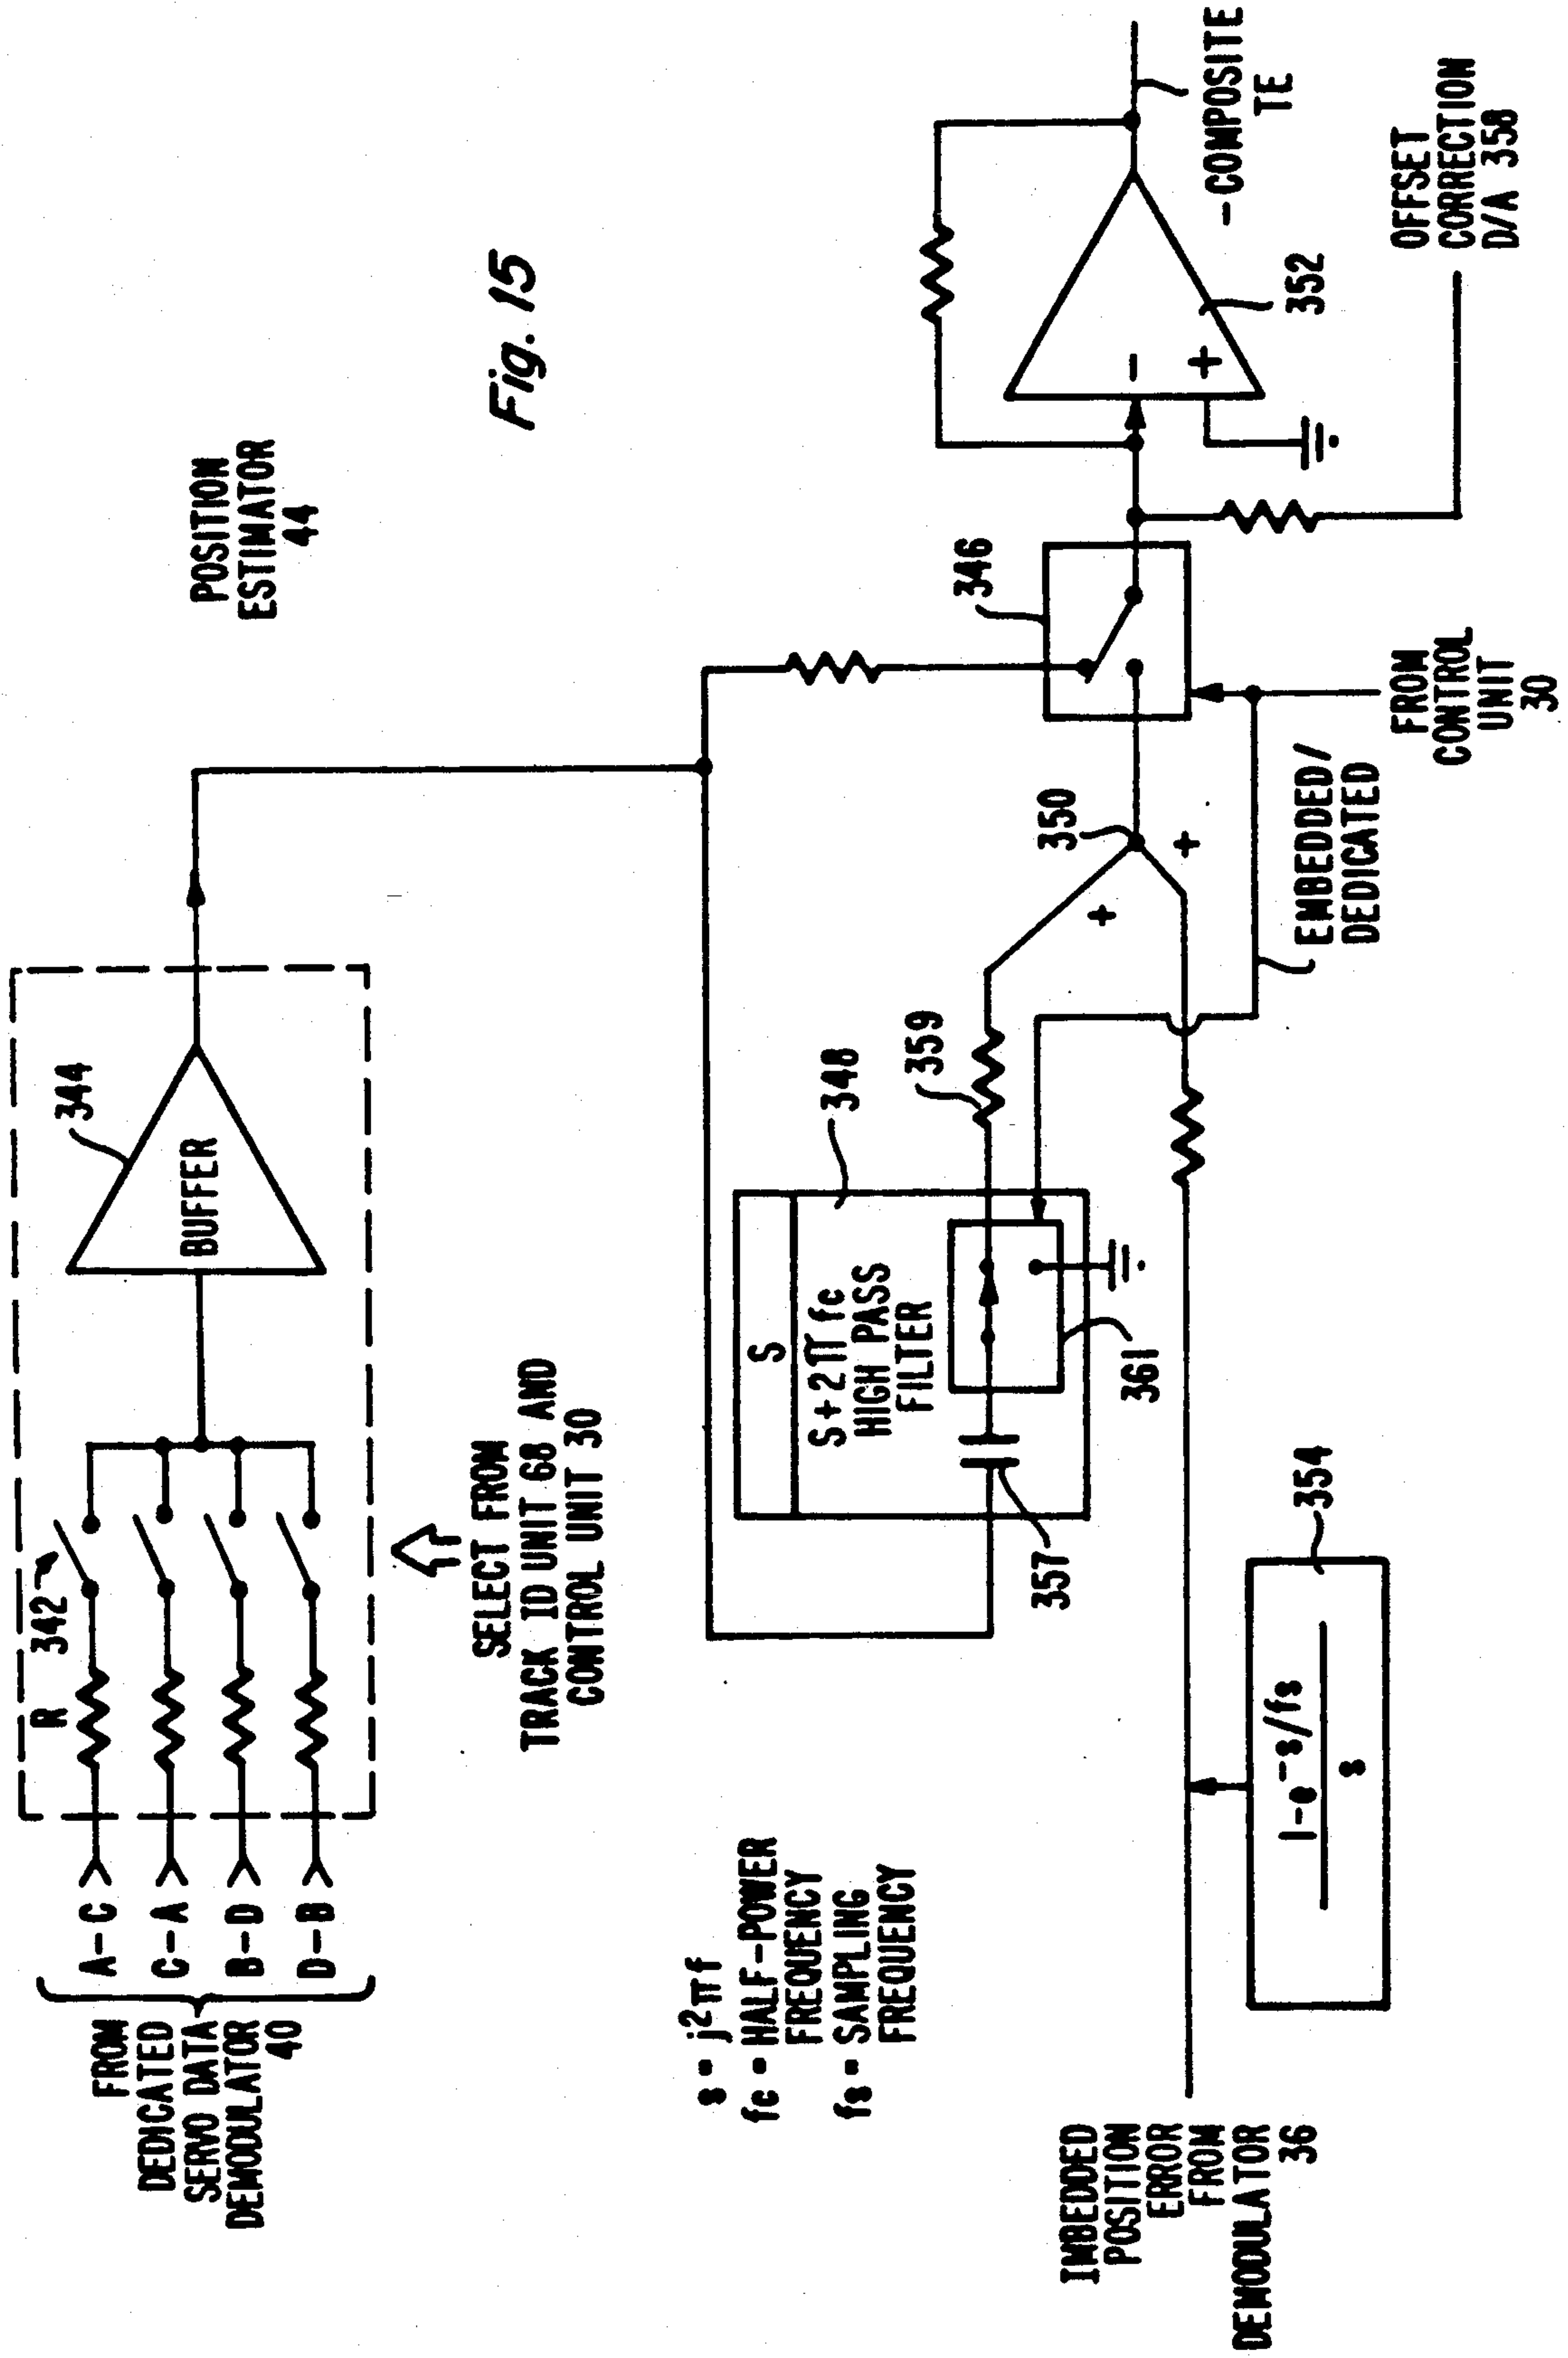 Fig. 15
POSITION
ESTIMATOR
44
FROM
DEDICATED
SERVO DATA
DEMODULATOR
40
A-C
C-A
B-D
D-B
R
342
BUFFER
344
SELECT FROM
TRACK ID UNIT 68 AND
CONTROL UNIT 30
s = j2πf
fc = HALF-POWER
FREQUENCY
fs = SAMPLING
FREQUENCY
S
S+2πfc
HIGH PASS
FILTER
348
357
361
359
350
+
+
346
352
-
+
-COMPOSITE
TE
OFFSET
CORRECTION
D/A 358
FROM
CONTROL
UNIT
30
EMBEDDED/
DEDICATED
IMBEDDED
POSITION
ERROR
FROM
DEMODULATOR
36
1-e^-s/fs
s
354